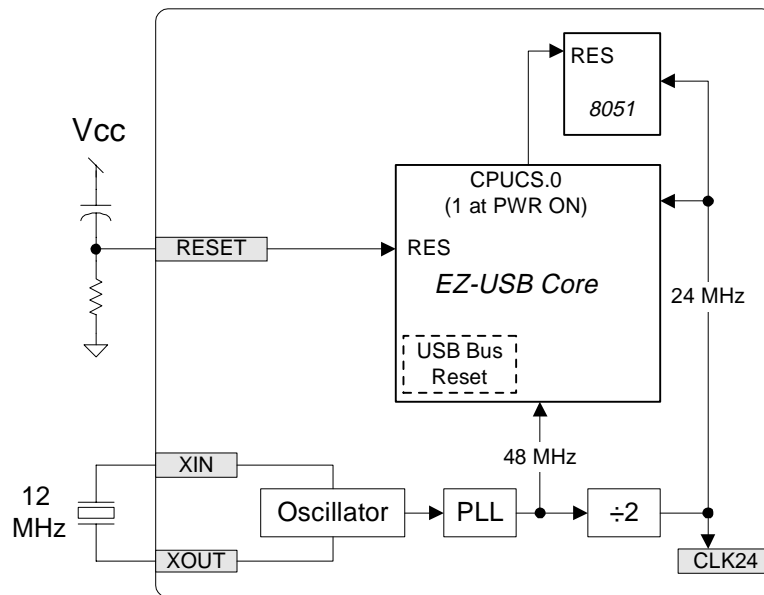 RES
8051
Vcc
CPUCS.0
(1 at PWR ON)
RESET
RES
EZ-USB Core
24 MHz
USB Bus
Reset
XIN
48 MHz
12
MHz
Oscillator
PLL
÷2
XOUT
CLK24